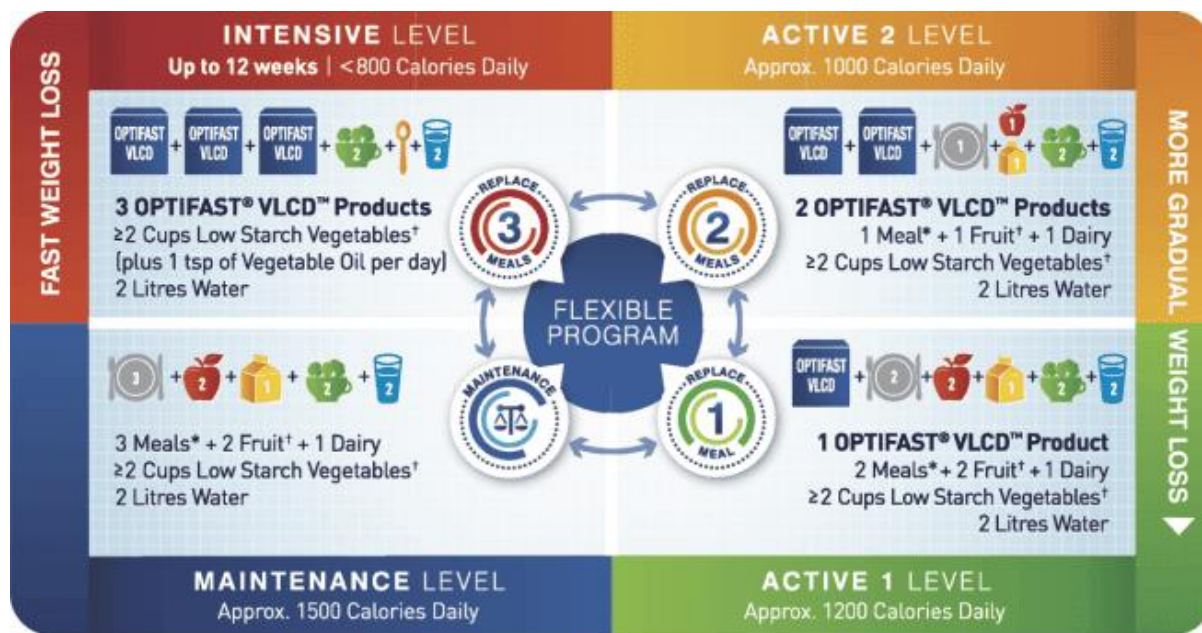 INTENSIVE LEVEL
Up to 12 weeks | <800 Calories Daily
ACTIVE 2 LEVEL
Approx. 1000 Calories Daily
FAST WEIGHT LOSS
MORE GRADUAL WEIGHT LOSS
OPTIFAST VLCD + OPTIFAST VLCD + OPTIFAST VLCD + 2 + + 2
3 OPTIFAST® VLCD™ Products
≥2 Cups Low Starch Vegetables†
(plus 1 tsp of Vegetable Oil per day)
2 Litres Water
REPLACE
3
MEALS
OPTIFAST VLCD + OPTIFAST VLCD + 1 + 1 + 1 + 2 + 2
2 OPTIFAST® VLCD™ Products
1 Meal* + 1 Fruit† + 1 Dairy
≥2 Cups Low Starch Vegetables†
2 Litres Water
REPLACE
2
MEALS
FLEXIBLE
PROGRAM
3 + 2 + 1 + 2 + 2
3 Meals* + 2 Fruit† + 1 Dairy
≥2 Cups Low Starch Vegetables†
2 Litres Water
MAINTENANCE
OPTIFAST VLCD + 2 + 2 + 1 + 2 + 2
1 OPTIFAST® VLCD™ Product
2 Meals* + 2 Fruit† + 1 Dairy
≥2 Cups Low Starch Vegetables†
2 Litres Water
REPLACE
1
MEAL
MAINTENANCE LEVEL
Approx. 1500 Calories Daily
ACTIVE 1 LEVEL
Approx. 1200 Calories Daily